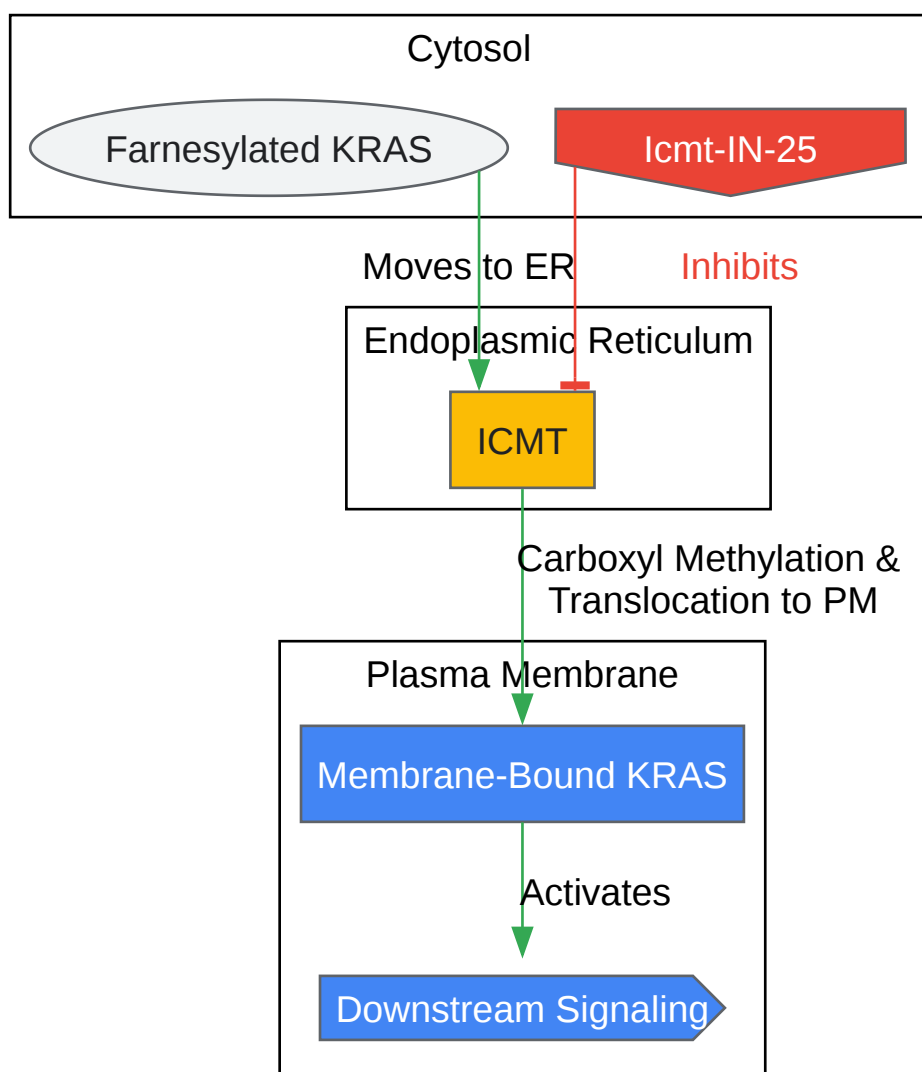 Cytosol
Farnesylated KRAS
Icmt-IN-25
Moves to ER
Inhibits
Endoplasmic Reticulum
ICMT
Carboxyl Methylation &
Translocation to PM
Plasma Membrane
Membrane-Bound KRAS
Activates
Downstream Signaling